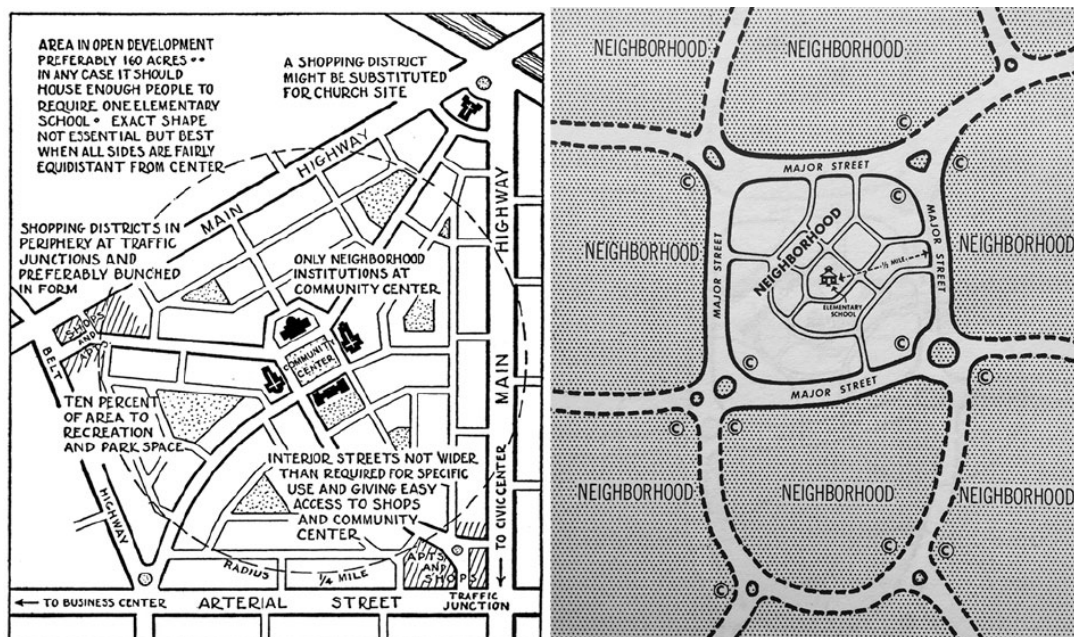 AREA IN OPEN DEVELOPMENT
PREFERABLY 160 ACRES • •
IN ANY CASE IT SHOULD
HOUSE ENOUGH PEOPLE TO
REQUIRE ONE ELEMENTARY
SCHOOL • EXACT SHAPE
NOT ESSENTIAL BUT BEST
WHEN ALL SIDES ARE FAIRLY
EQUIDISTANT FROM CENTER
A SHOPPING DISTRICT
MIGHT BE SUBSTITUTED
FOR CHURCH SITE
MAIN HIGHWAY
SHOPPING DISTRICTS IN
PERIPHERY AT TRAFFIC
JUNCTIONS AND
PREFERABLY BUNCHED
IN FORM
ONLY NEIGHBORHOOD
INSTITUTIONS AT
COMMUNITY CENTER
MAIN HIGHWAY
SHOPS
AND
APTS
COMMUNITY
CENTER
BELT HIGHWAY
TEN PERCENT
OF AREA TO
RECREATION
AND PARK SPACE
INTERIOR STREETS NOT WIDER
THAN REQUIRED FOR SPECIFIC
USE AND GIVING EASY
ACCESS TO SHOPS
AND COMMUNITY
CENTER
TO CIVIC CENTER
APTS
AND
SHOPS
RADIUS 1/4 MILE
TRAFFIC
JUNCTION
TO BUSINESS CENTER
ARTERIAL STREET
NEIGHBORHOOD
NEIGHBORHOOD
C
C
C
MAJOR STREET
C
C
NEIGHBORHOOD
NEIGHBORHOOD
NEIGHBORHOOD
MAJOR STREET
MAJOR STREET
1/2 MILE
ELEMENTARY
SCHOOL
C
C
C
MAJOR STREET
C
C
NEIGHBORHOOD
NEIGHBORHOOD
NEIGHBORHOOD
C
C
C